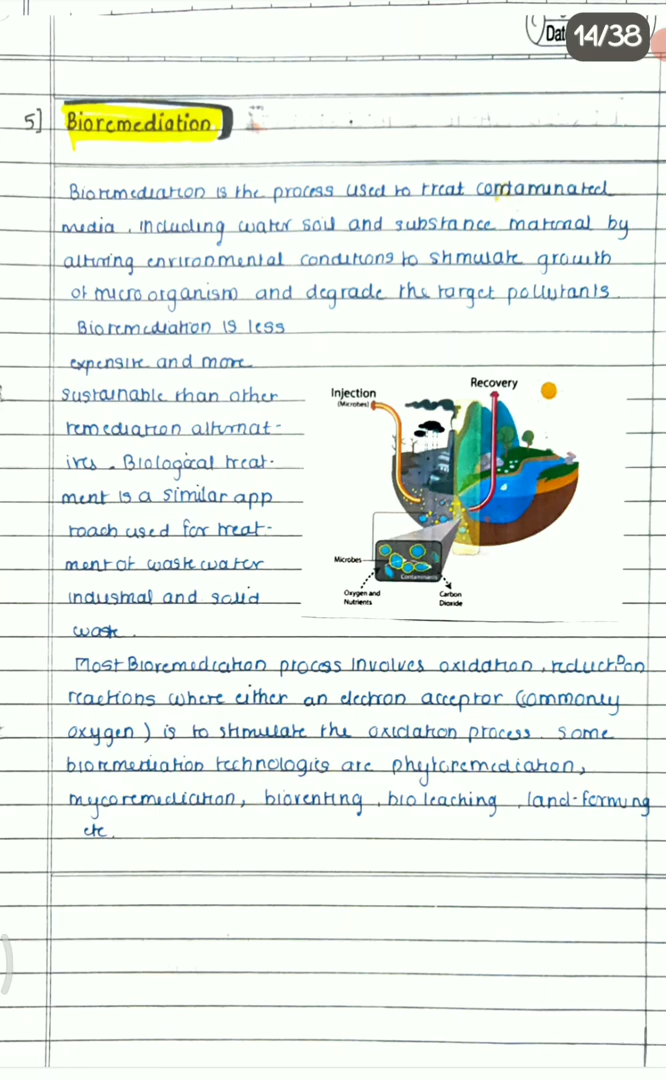 Dat
14/38
5] Bioremediation
Bioremediation is the process used to treat contaminated
media, including water soil and substance material by
altering environmental conditions to stimulate growth
of microorganism and degrade the target pollutants.
Bioremediation is less
expensive and more
sustainable than other
remediation alternat-
ives. Biological treat-
ment is a similar app
roach used for treat-
ment of waste water
industrial and solid
waste.
Injection
(Microbes)
Recovery
Microbes
Contaminants
Oxygen and
Nutrients
Carbon
Dioxide
Most Bioremediation process involves oxidation, reduction
reactions where either an electron acceptor (commonly
oxygen) is to stimulate the oxidation process. Some
bioremediation technologies are phytoremediation,
mycoremediation, bioventing, bioleaching, land-forming
etc.